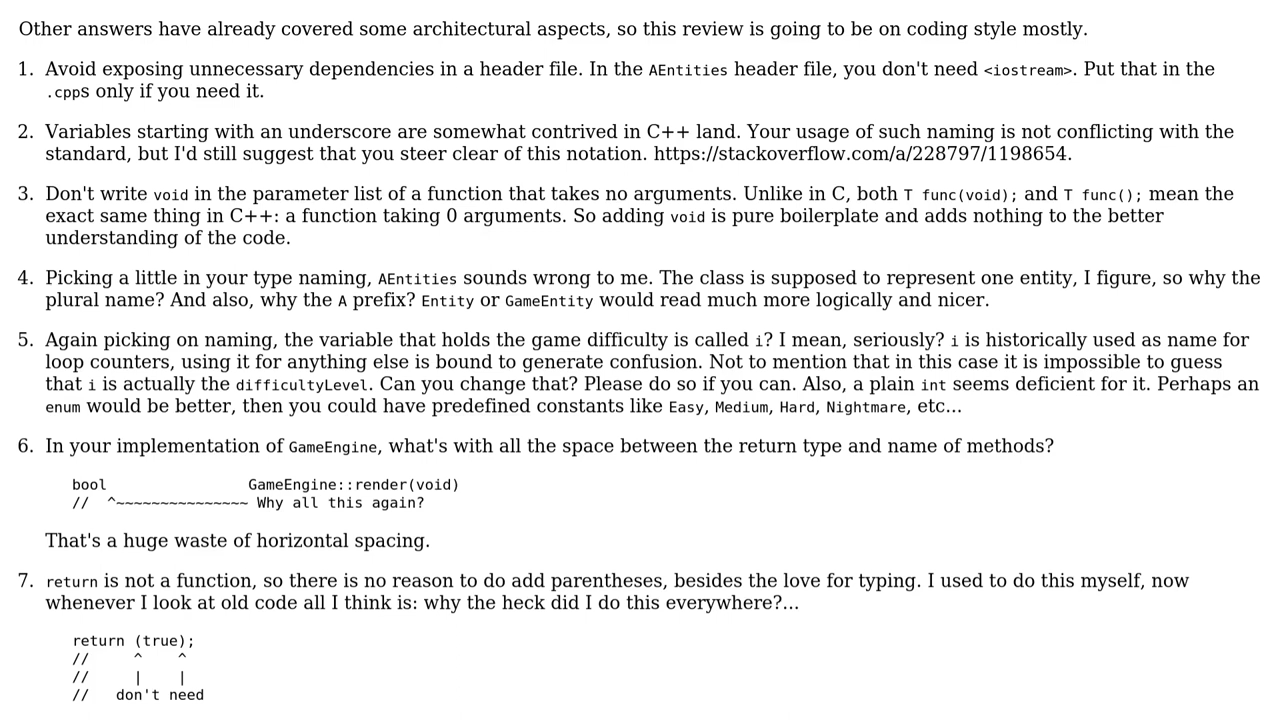 Other answers have already covered some architectural aspects, so this review is going to be on coding style mostly.
1. Avoid exposing unnecessary dependencies in a header file. In the AEntities header file, you don't need <iostream>. Put that in the
.cpps only if you need it.
2. Variables starting with an underscore are somewhat contrived in C++ land. Your usage of such naming is not conflicting with the
standard, but I'd still suggest that you steer clear of this notation. https://stackoverflow.com/a/228797/1198654.
3. Don't write void in the parameter list of a function that takes no arguments. Unlike in C, both T func(void); and T func(); mean the
exact same thing in C++: a function taking 0 arguments. So adding void is pure boilerplate and adds nothing to the better
understanding of the code.
4. Picking a little in your type naming, AEntities sounds wrong to me. The class is supposed to represent one entity, I figure, so why the
plural name? And also, why the A prefix? Entity or GameEntity would read much more logically and nicer.
5. Again picking on naming, the variable that holds the game difficulty is called i? I mean, seriously? i is historically used as name for
loop counters, using it for anything else is bound to generate confusion. Not to mention that in this case it is impossible to guess
that i is actually the difficultyLevel. Can you change that? Please do so if you can. Also, a plain int seems deficient for it. Perhaps an
enum would be better, then you could have predefined constants like Easy, Medium, Hard, Nightmare, etc...
6. In your implementation of GameEngine, what's with all the space between the return type and name of methods?
bool                GameEngine::render(void)
//  ^~~~~~~~~~~~~~~~ Why all this again?
That's a huge waste of horizontal spacing.
7. return is not a function, so there is no reason to do add parentheses, besides the love for typing. I used to do this myself, now
whenever I look at old code all I think is: why the heck did I do this everywhere?...
return (true);
//     ^    ^
//     |    |
//   don't need